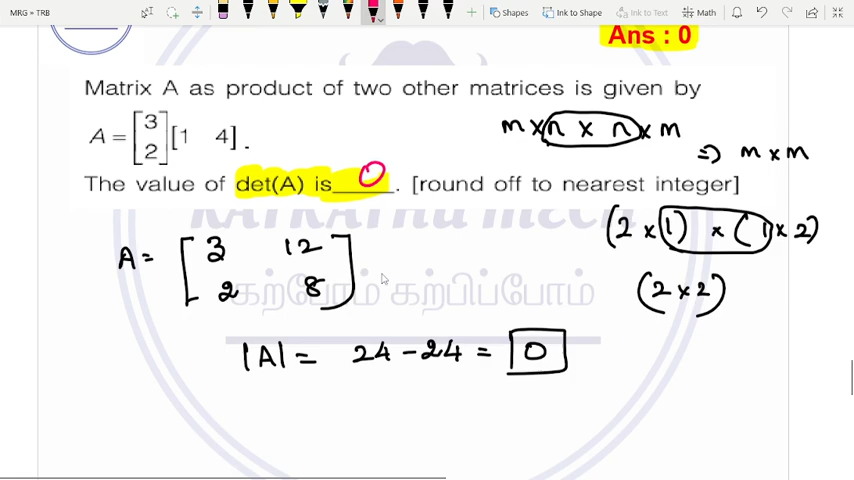 MRG = TRB
Shapes
Ink to Shape
Ink to Text
Math
Ans : 0
Matrix A as product of two other matrices is given by
A = [3 2] [1 4].
The value of det(A) is 0. [round off to nearest integer]
m × n × n × m
⇒ m × m
A = [3 12
2 8]
(2 × 1) × (1 × 2)
(2 × 2)
கற்போம் கற்பிப்போம்
|A| = 24 - 24 = 0